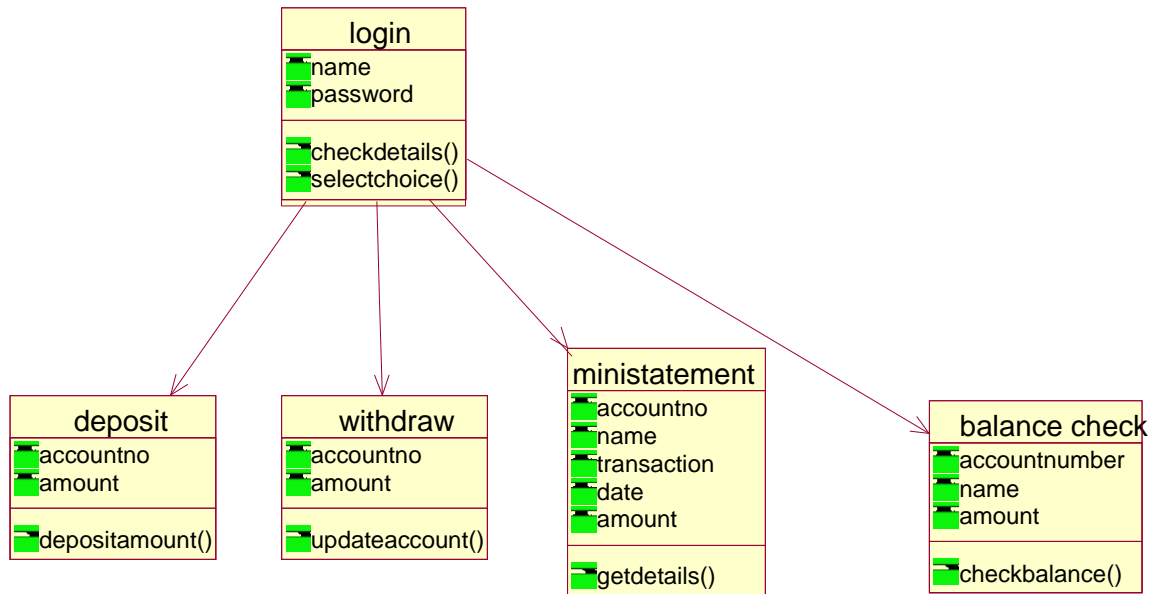 login
name
password
checkdetails()
selectchoice()
deposit
accountno
amount
depositamount()
withdraw
accountno
amount
updateaccount()
ministatement
accountno
name
transaction
date
amount
getdetails()
balance check
accountnumber
name
amount
checkbalance()